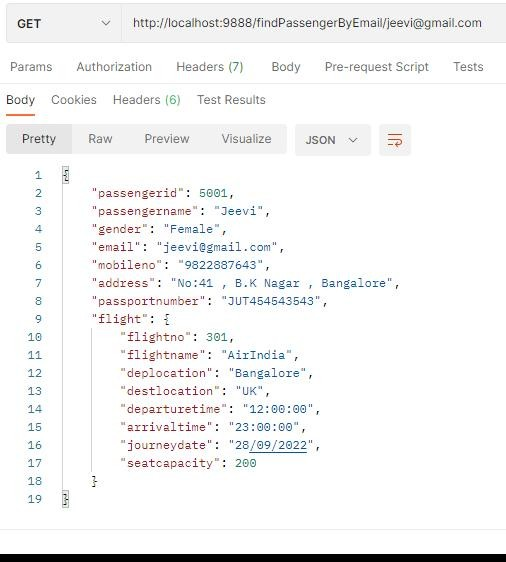 GET http://localhost:9888/findPassengerByEmail/jeevi@gmail.com
Params Authorization Headers (7) Body Pre-request Script Tests
Body Cookies Headers (6) Test Results
Pretty Raw Preview Visualize JSON
1 {
2 "passengerid": 5001,
3 "passengername": "Jeevi",
4 "gender": "Female",
5 "email": "jeevi@gmail.com",
6 "mobileno": "9822887643",
7 "address": "No:41 , B.K Nagar , Bangalore",
8 "passportnumber": "JUT454543543",
9 "flight": {
10 "flightno": 301,
11 "flightname": "AirIndia",
12 "deplocation": "Bangalore",
13 "destlocation": "UK",
14 "departuretime": "12:00:00",
15 "arrivaltime": "23:00:00",
16 "journeydate": "28/09/2022",
17 "seatcapacity": 200
18 }
19 }